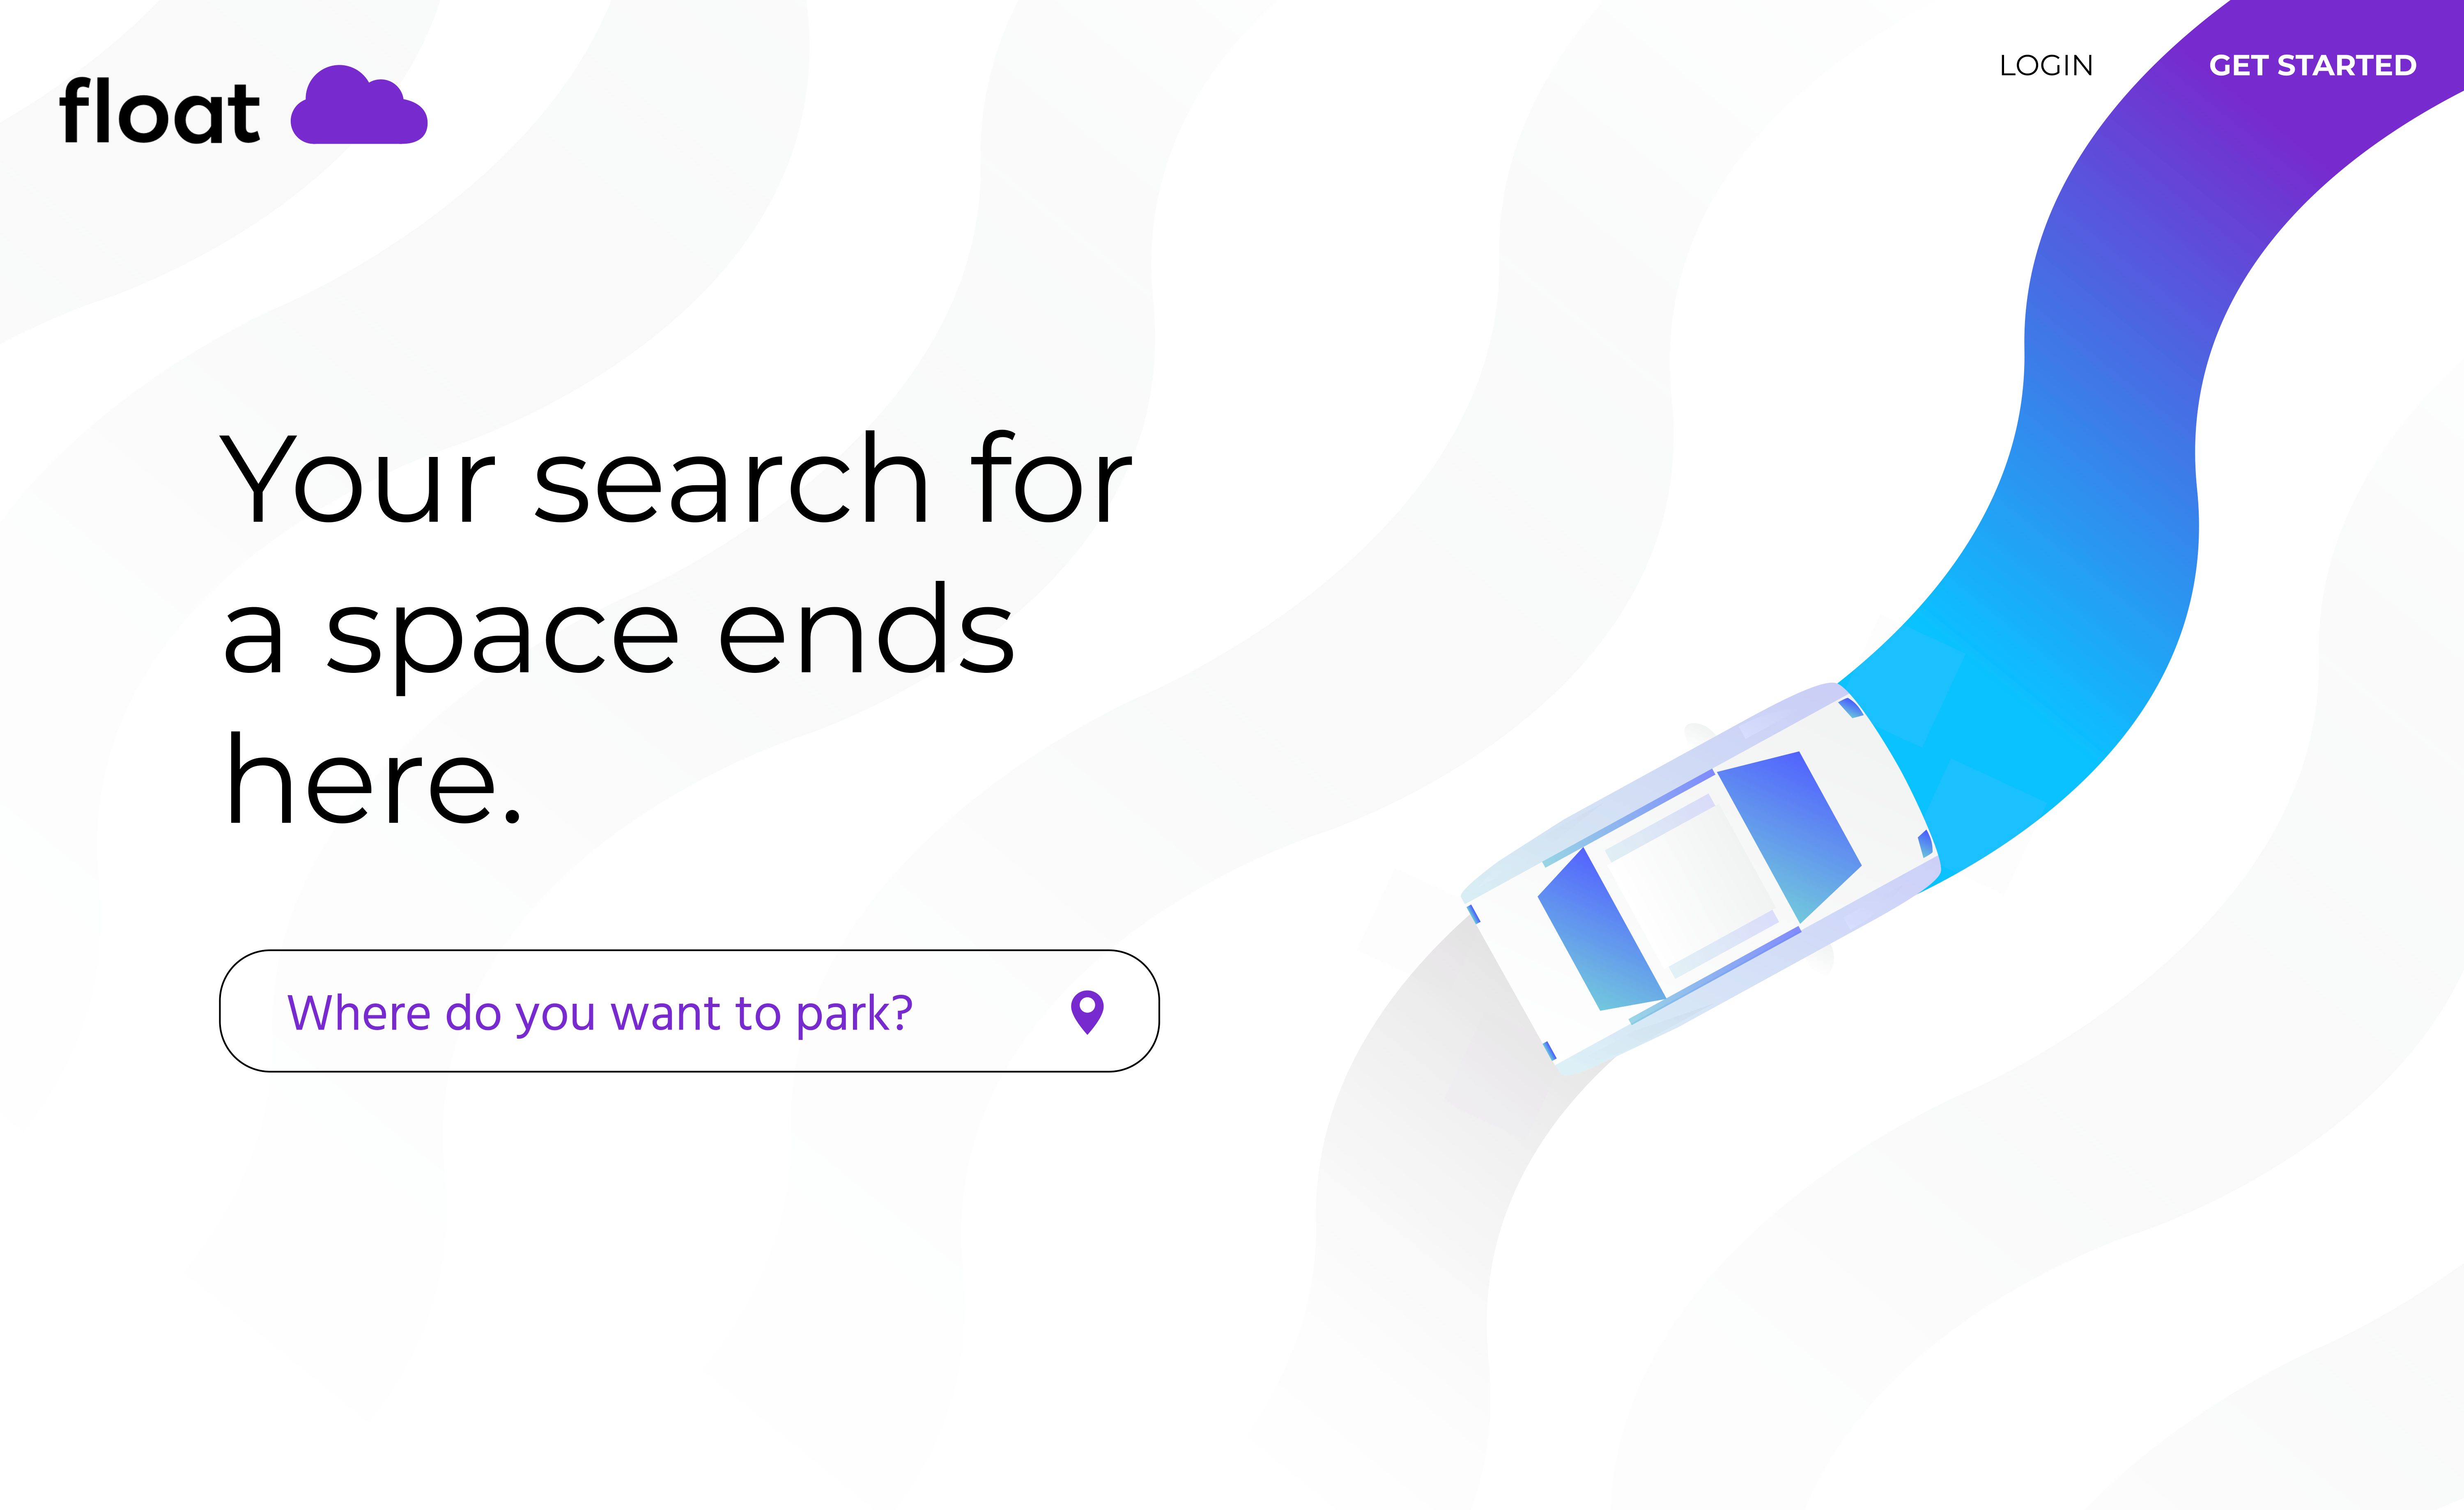 float
LOGIN
GET STARTED
Your search for
a space ends
here.
Where do you want to park?